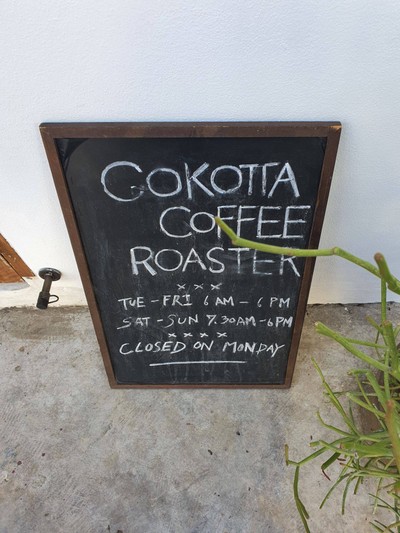 GOKOTTA
COFFEE
ROASTER
x x x
TUE - FRI 6 AM - 6 PM
SAT - SUN 7.30AM - 6PM
x x x x x
CLOSED ON MONDAY